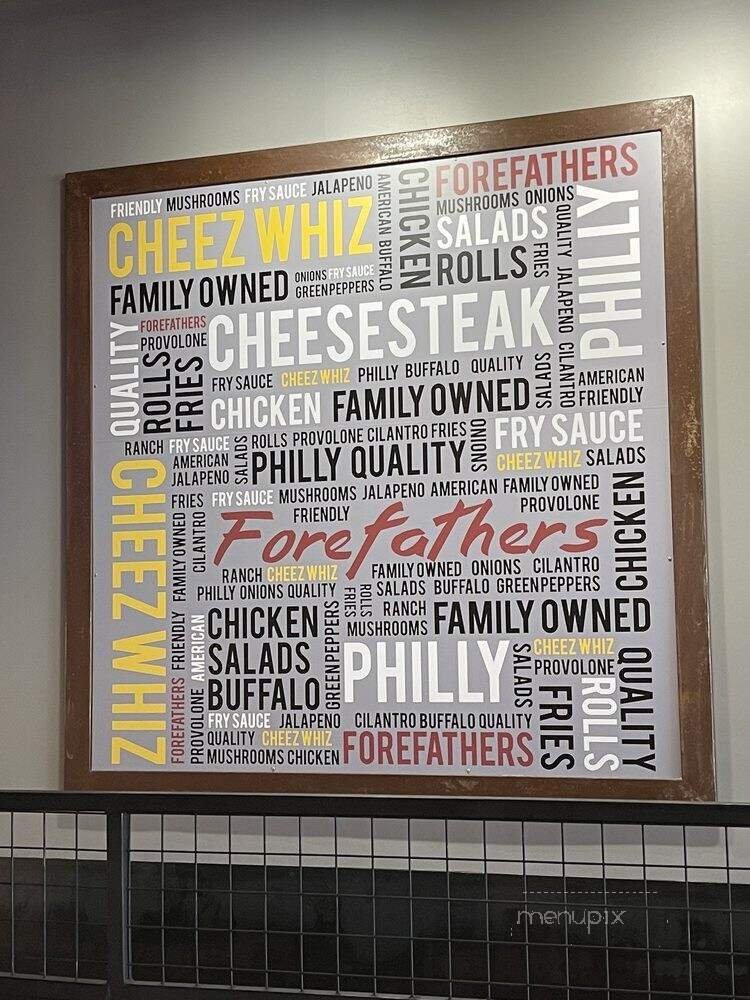 FRIENDLY MUSHROOMS FRY SAUCE JALAPENO
CHEEZ WHIZ
AMERICAN BUFFALO
CHICKEN
FOREFATHERS
MUSHROOMS ONIONS
SALADS
ROLLS
FRIES
QUALITY JALAPENO CILANTRO
PHILLY
FAMILY OWNED
ONIONS FRY SAUCE
GREENPEPPERS
QUALITY
FOREFATHERS
PROVOLONE
ROLLS
FRIES
CHEESESTEAK
FRY SAUCE CHEEZ WHIZ PHILLY BUFFALO QUALITY
SALADS
AMERICAN
FRIENDLY
CHICKEN FAMILY OWNED
RANCH FRY SAUCE
AMERICAN
JALAPENO
SALADS
ROLLS PROVOLONE CILANTRO FRIES
PHILLY QUALITY
ONIONS
FRY SAUCE
CHEEZ WHIZ SALADS
CHEEZ WHIZ
FRIES FRY SAUCE MUSHROOMS JALAPENO AMERICAN FAMILY OWNED
FAMILY OWNED
CILANTRO
FRIENDLY
PROVOLONE
CHICKEN
Forefathers
RANCH CHEEZ WHIZ
FAMILY OWNED ONIONS CILANTRO
PHILLY ONIONS QUALITY
FRIES
ROLLS
SALADS BUFFALO GREENPEPPERS
RANCH
MUSHROOMS
FAMILY OWNED
FRIENDLY
AMERICAN
CHICKEN
SALADS
BUFFALO
GREENPEPPERS
PHILLY
SALADS
CHEEZ WHIZ
PROVOLONE
QUALITY
FOREFATHERS
PROVOLONE
FRY SAUCE JALAPENO CILANTRO BUFFALO QUALITY
QUALITY CHEEZ WHIZ
MUSHROOMS CHICKEN
FOREFATHERS
FRIES
ROLLS
menupix